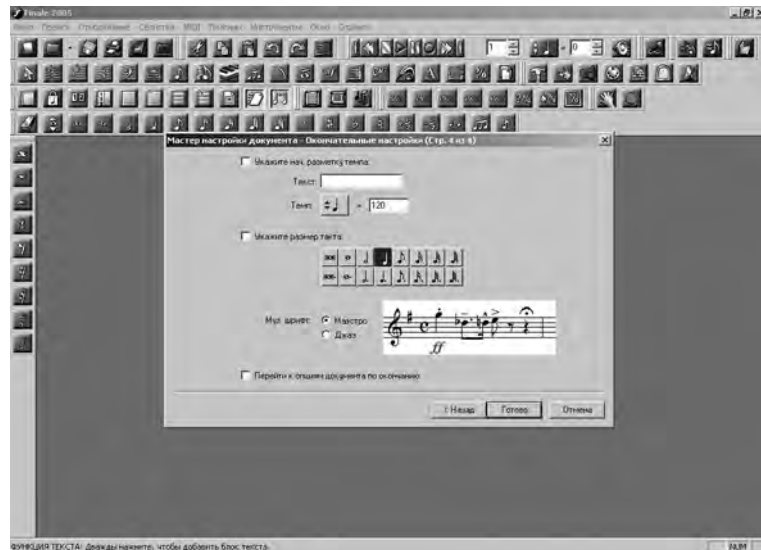 Finale 2005
1
0
Мастер настройки документа - Окончательные настройки (Стр. 4 из 4)
Укажите нач. разметку темпа:
Текст:
Темп: = 120
Укажите размер такта:
Муз. шрифт: Маэстро
Джаз
ff
Перейти к опциям документа по окончанию
< Назад Готово Отмена
ФУНКЦИЯ ТЕКСТА: Дважды нажмите, чтобы добавить блок текста.
NUM